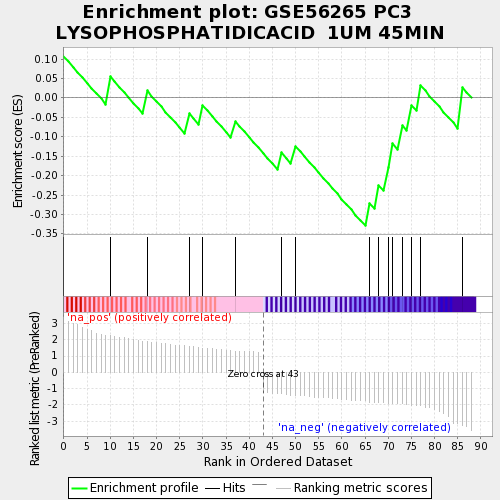 Enrichment plot: GSE56265 PC3
LYSOPHOSPHATIDICACID 1UM 45MIN
Enrichment score (ES)
0.10
0.05
0.00
-0.05
-0.10
-0.15
-0.20
-0.25
-0.30
-0.35
'na_pos' (positively correlated)
Ranked list metric (PreRanked)
3
2
1
0
-1
-2
-3
Zero cross at 43
'na_neg' (negatively correlated)
0 5 10 15 20 25 30 35 40 45 50 55 60 65 70 75 80 85 90
Rank in Ordered Dataset
Enrichment profile Hits Ranking metric scores